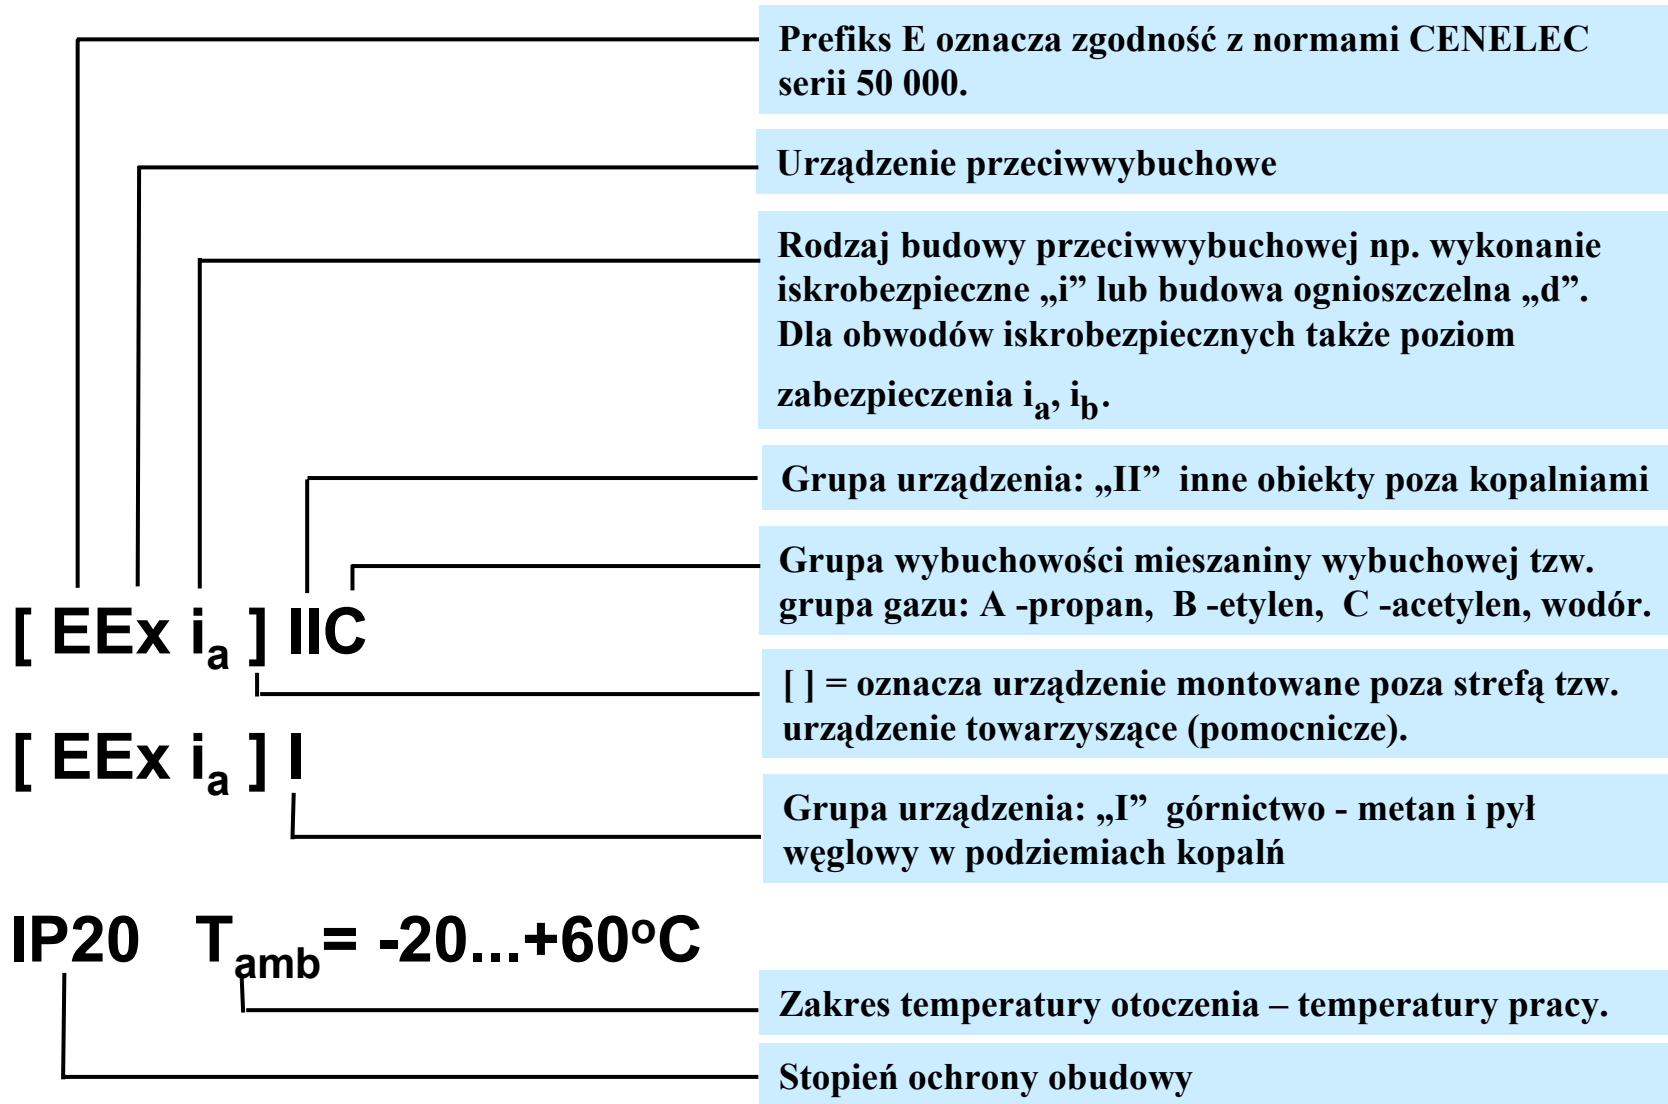 Prefiks E oznacza zgodność z normami CENELEC
serii 50 000.
Urządzenie przeciwwybuchowe
Rodzaj budowy przeciwwybuchowej np. wykonanie
iskrobezpieczne „i” lub budowa ognioszczelna „d”.
Dla obwodów iskrobezpiecznych także poziom
zabezpieczenia ia, ib.
Grupa urządzenia: „II” inne obiekty poza kopalniami
Grupa wybuchowości mieszaniny wybuchowej tzw.
grupa gazu: A -propan, B -etylen, C -acetylen, wodór.
[ EEx ia ] IIC
[ ] = oznacza urządzenie montowane poza strefą tzw.
urządzenie towarzyszące (pomocnicze).
[ EEx ia ] I
Grupa urządzenia: „I” górnictwo - metan i pył
węglowy w podziemiach kopalń
IP20 Tamb= -20...+60oC
Zakres temperatury otoczenia – temperatury pracy.
Stopień ochrony obudowy